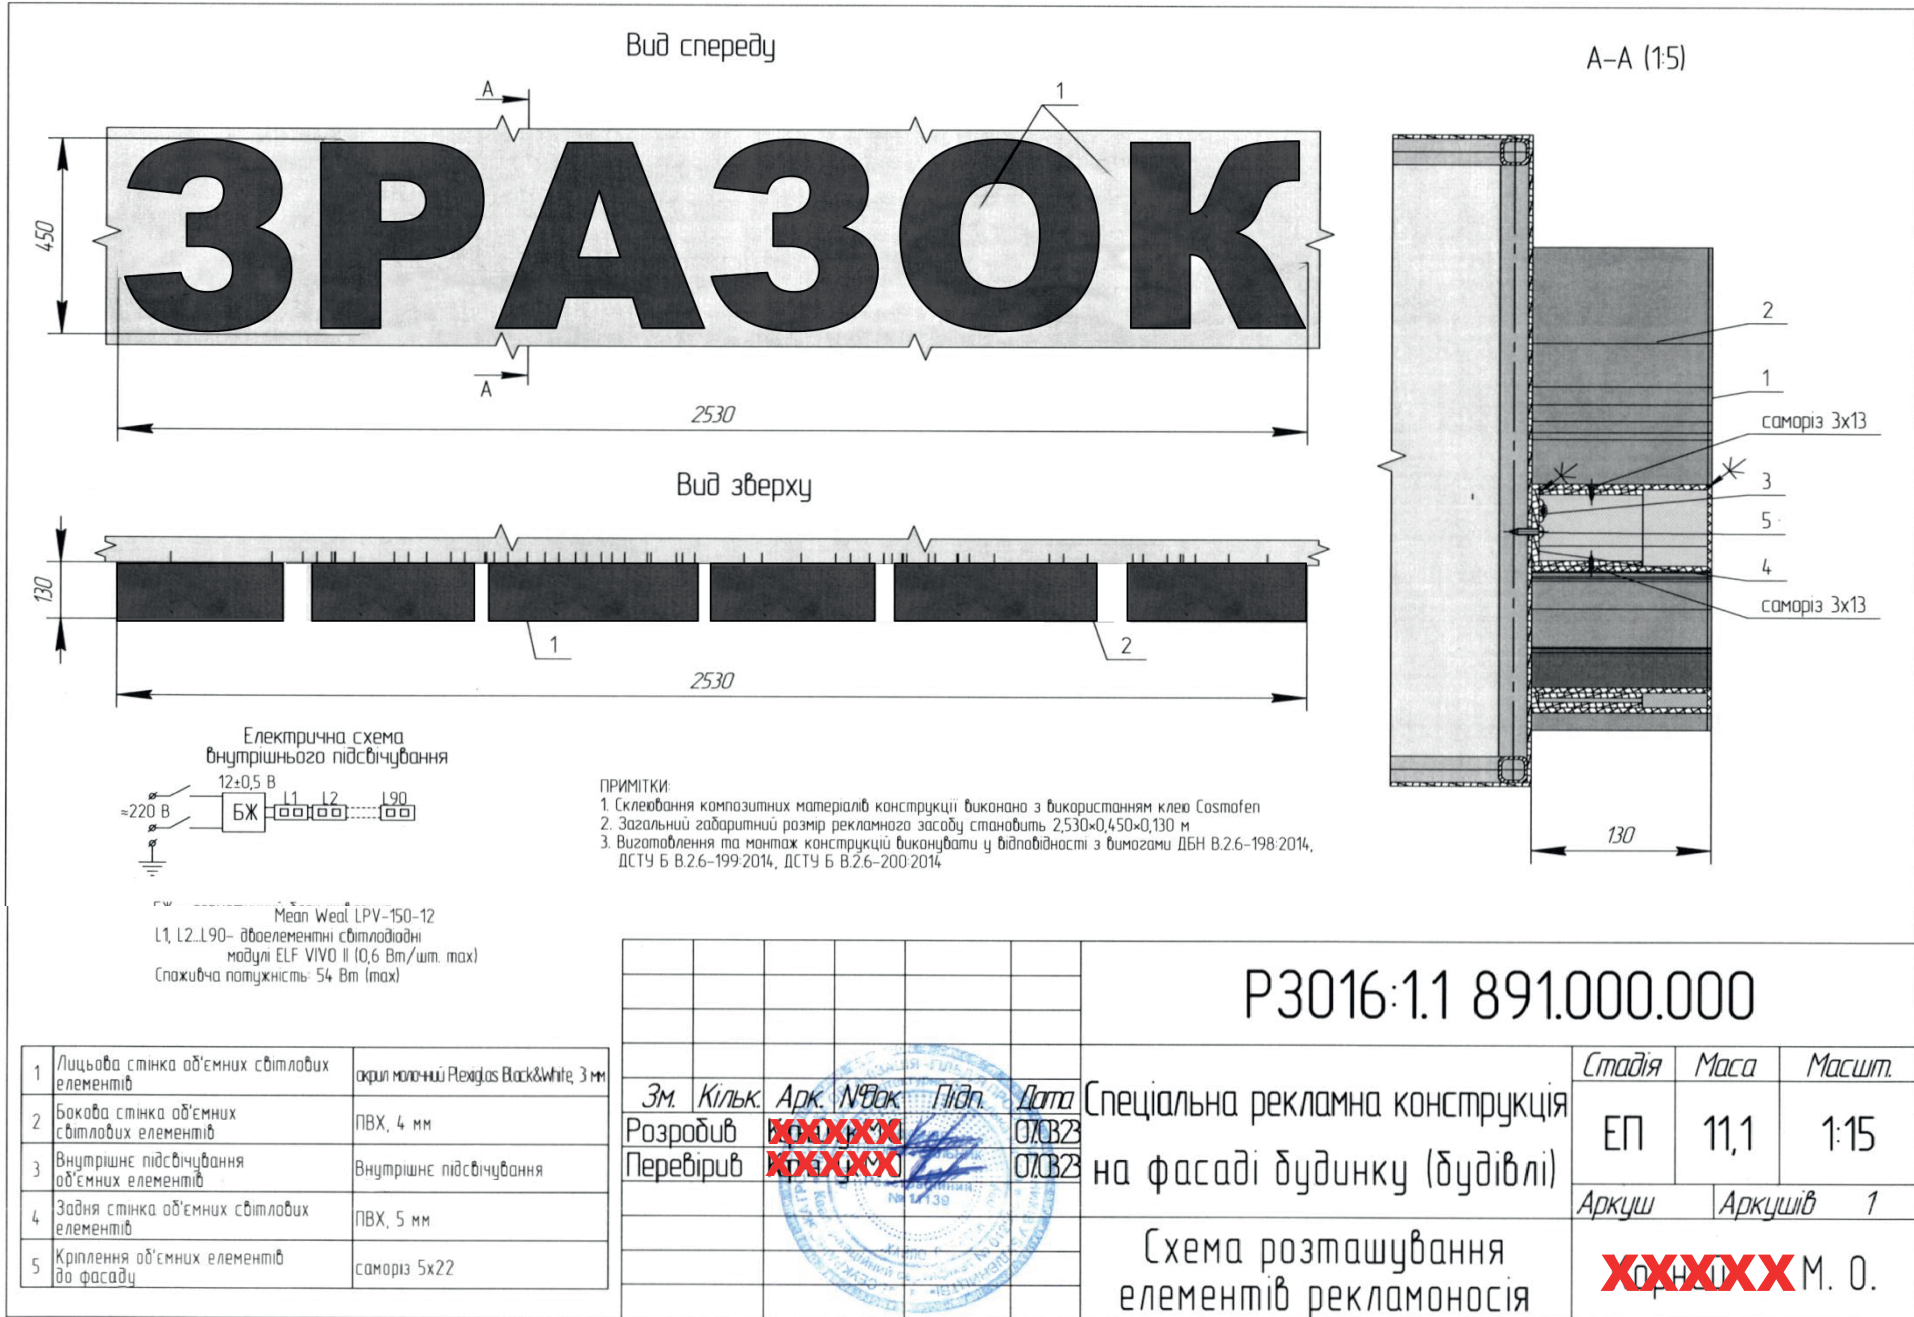 Вид спереду
А-А (1:5)
А
1
ЗРАЗОК
450
А
2530
Вид зверху
130
1
2
2530
2
1
саморіз 3х13
3
5
4
саморіз 3х13
130
Електрична схема
внутрішнього підсвічування
12±0,5 В
≈220 В
БЖ
L1
L2
L90
ПРИМІТКИ:
1. Склеювання композитних матеріалів конструкції виконано з використанням клею Cosmofen
2. Загальний габаритний розмір рекламного засобу становить 2,530×0,450×0,130 м
3. Виготовлення та монтаж конструкцій виконувати у відповідності з вимогами ДБН В.2.6-198:2014,
ДСТУ Б В.2.6-199:2014, ДСТУ Б В.2.6-200:2014
Mean Weal LPV-150-12
L1, L2...L90- двоелементні світлодіодні
модулі ELF VIVO II (0,6 Вт/шт. max)
Споживча потужність: 54 Вт (max)
1 Лицьова стінка об'ємних світлових елементів акрил молочний Plexiglas Black&White, 3 мм
2 Бокова стінка об'ємних світлових елементів ПВХ, 4 мм
3 Внутрішнє підсвічування об'ємних елементів Внутрішнє підсвічування
4 Задня стінка об'ємних світлових елементів ПВХ, 5 мм
5 Кріплення об'ємних елементів до фасаду саморіз 5х22
Р3016:1.1 891.000.000
Зм. Кільк. Арк. №док Підп. Дата
Розробив XXXXX 07.03.23
Перевірив XXXXX 07.03.23
Спеціальна рекламна конструкція
на фасаді будинку (будівлі)
Стадія Маса Масшт.
ЕП 11,1 1:15
Аркуш Аркушів 1
Схема розташування
елементів рекламоносія
XXXXX М. О.
№ 11139